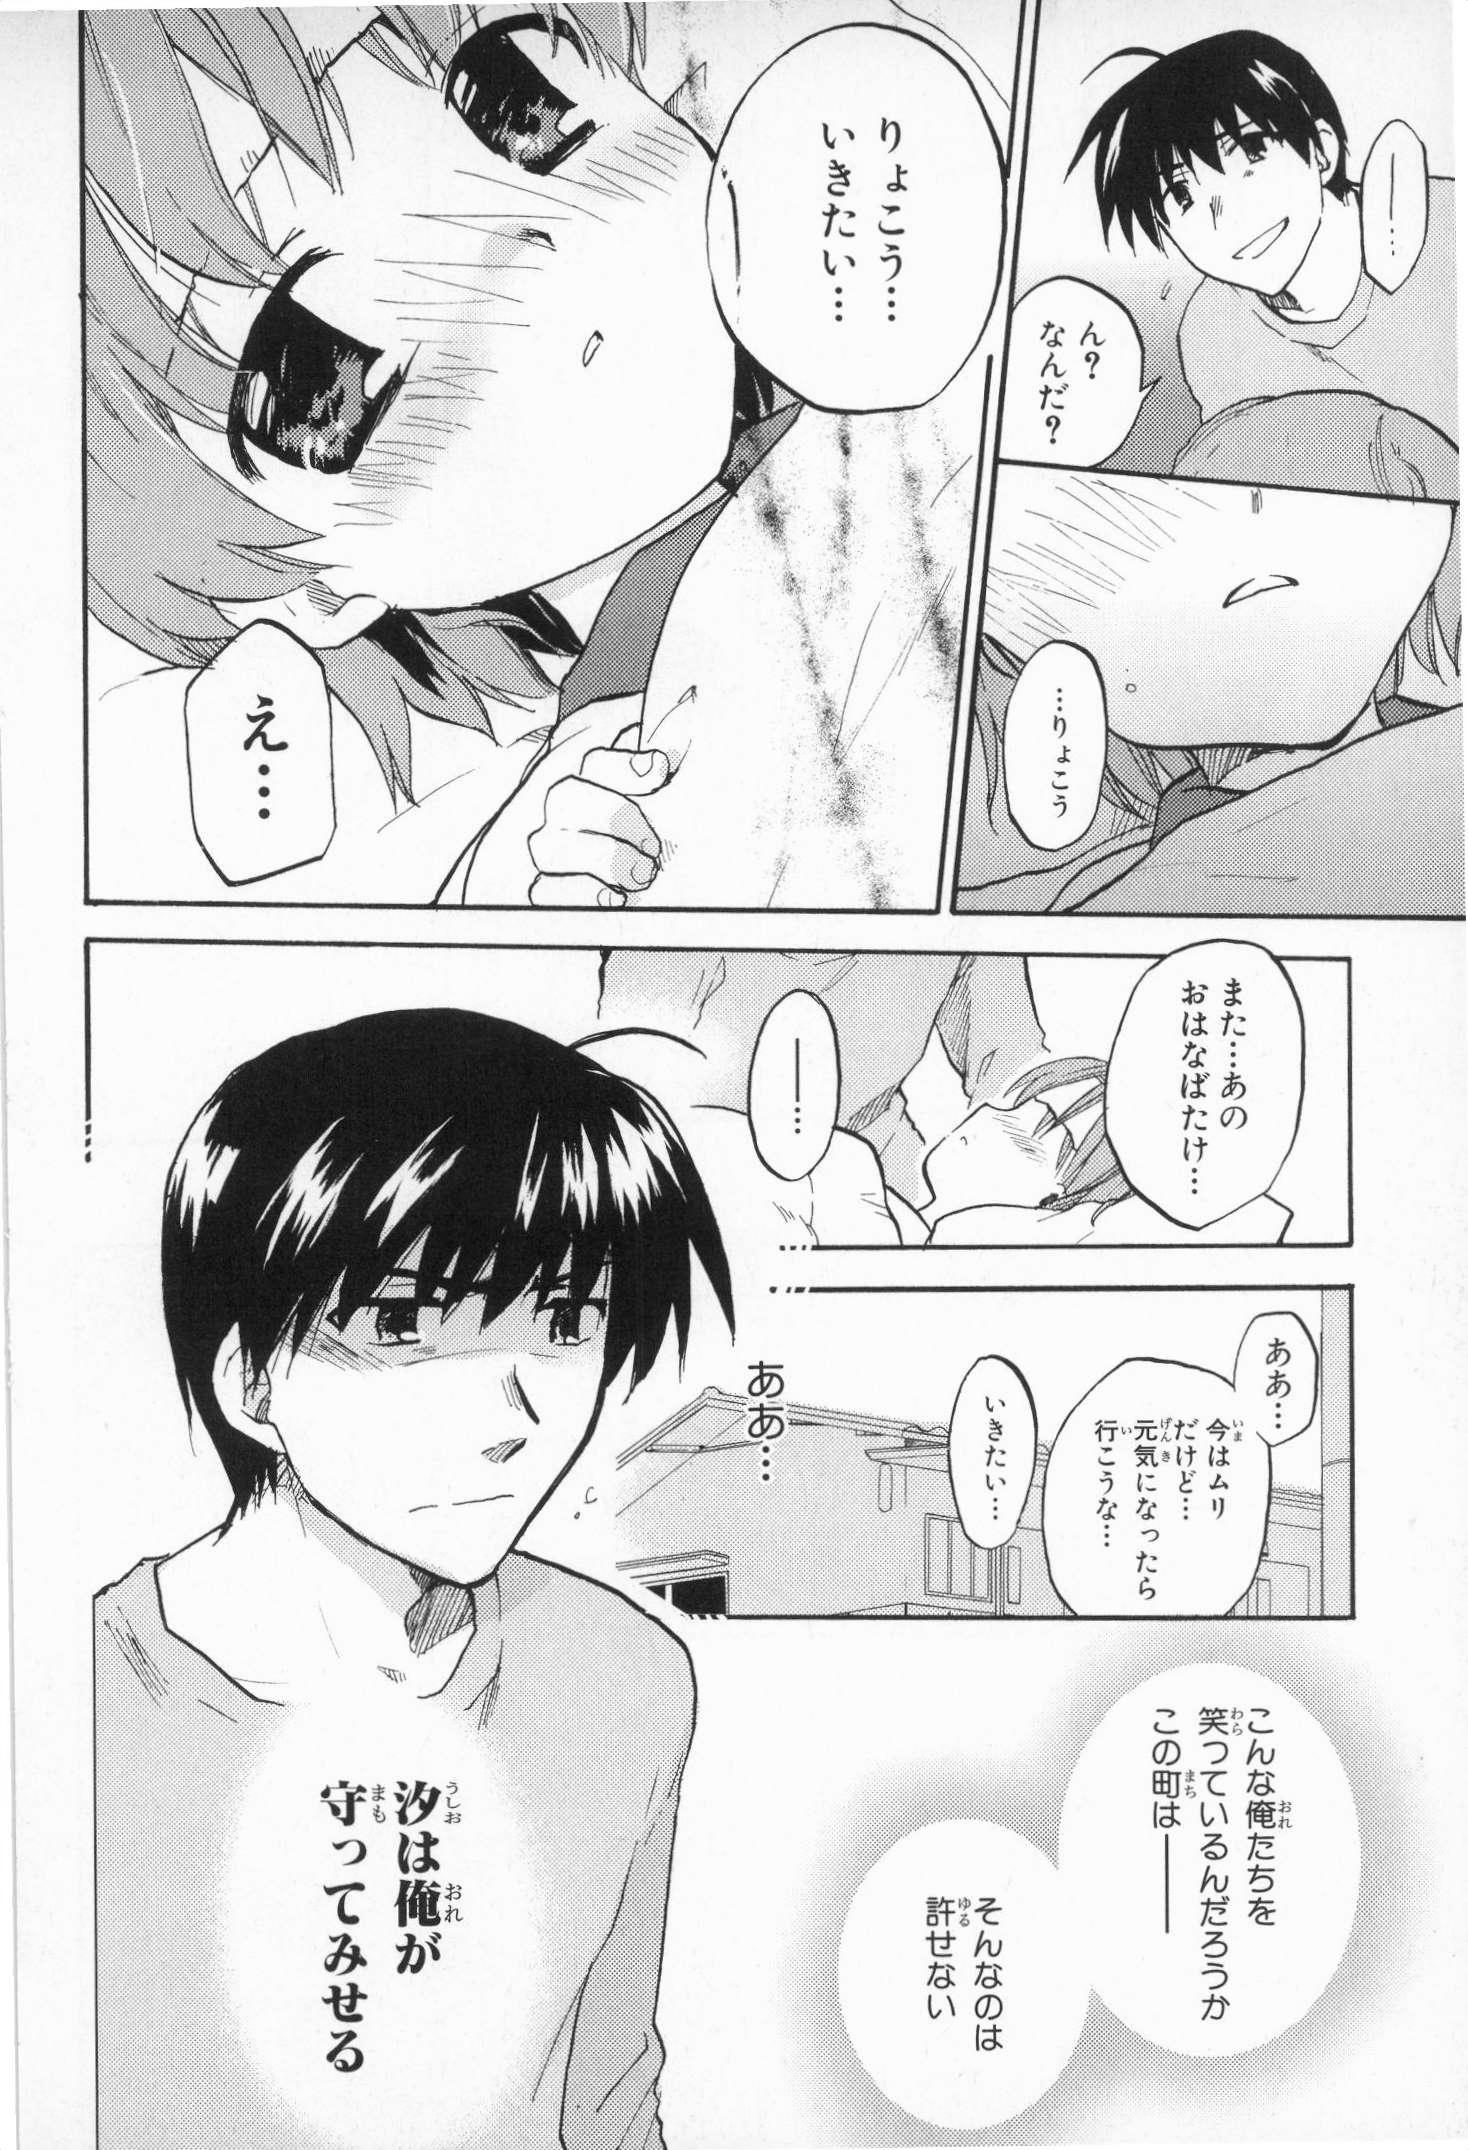 ……
ん？
なんだ？
…りょこう
りょこう…
いきたい…
え…
また…あの
おはなばたけ…
━…
ああ…
今はムリ
だけど…
元気になったら
行こうな…
いきたい…
ああ…
こんな俺たちを
笑っているんだろうか
この町は━━
そんなのは
許せない
汐は俺が
守ってみせる